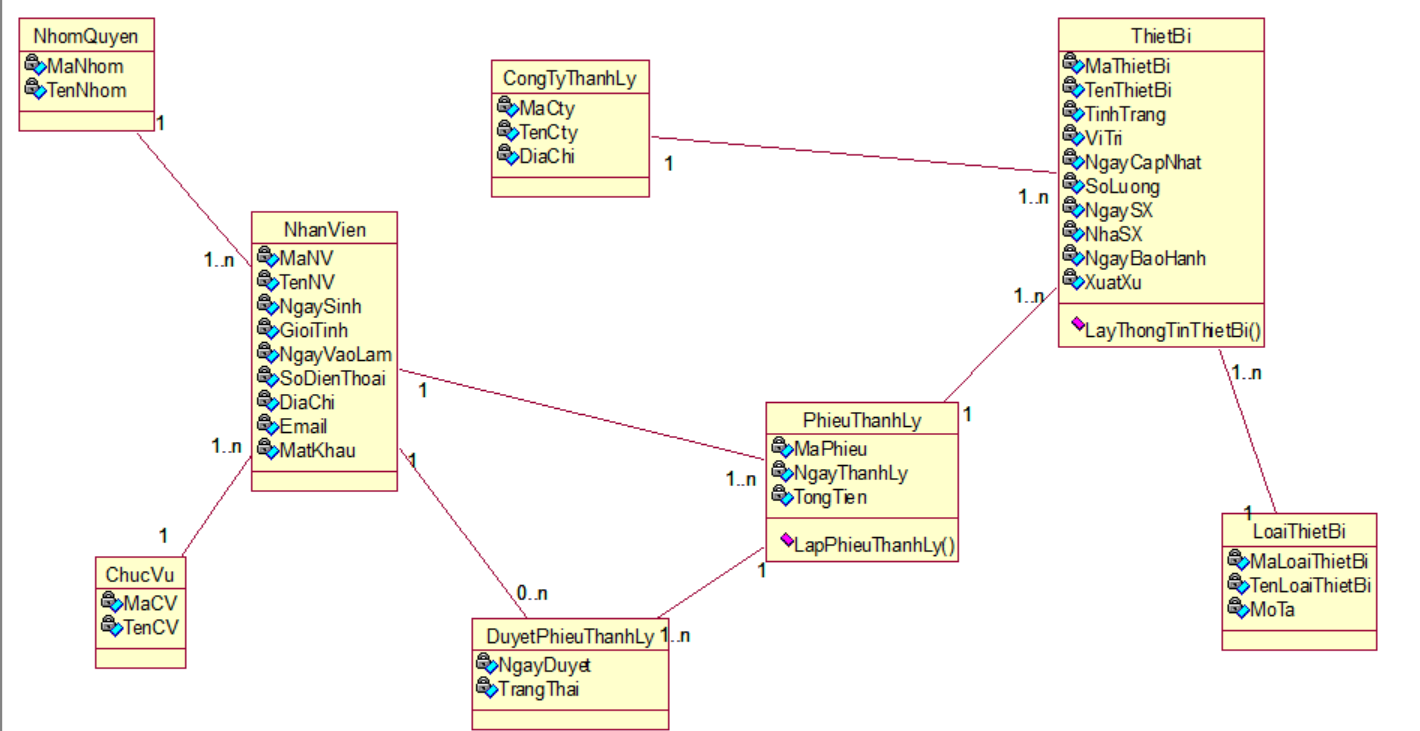 NhomQuyen
MaNhom
TenNhom
1
CongTyThanhLy
MaCty
TenCty
DiaChi
1
ThietBi
MaThietBi
TenThietBi
TinhTrang
ViTri
NgayCapNhat
SoLuong
NgaySX
NhaSX
NgayBaoHanh
XuatXu
LayThongTinThietBi()
1..n
1..n
1..n
1..n
NhanVien
MaNV
TenNV
NgaySinh
GioiTinh
NgayVaoLam
SoDienThoai
DiaChi
Email
MatKhau
1
1..n
1
1..n
1
PhieuThanhLy
MaPhieu
NgayThanhLy
TongTien
LapPhieuThanhLy()
1
1
LoaiThietBi
MaLoaiThietBi
TenLoaiThietBi
MoTa
1
ChucVu
MaCV
TenCV
0..n
DuyetPhieuThanhLy
1..n
NgayDuyet
TrangThai